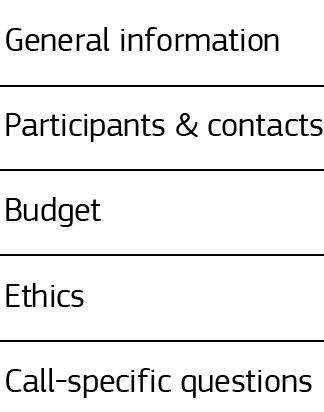 General information
Participants & contacts
Budget
Ethics
Call-specific questions